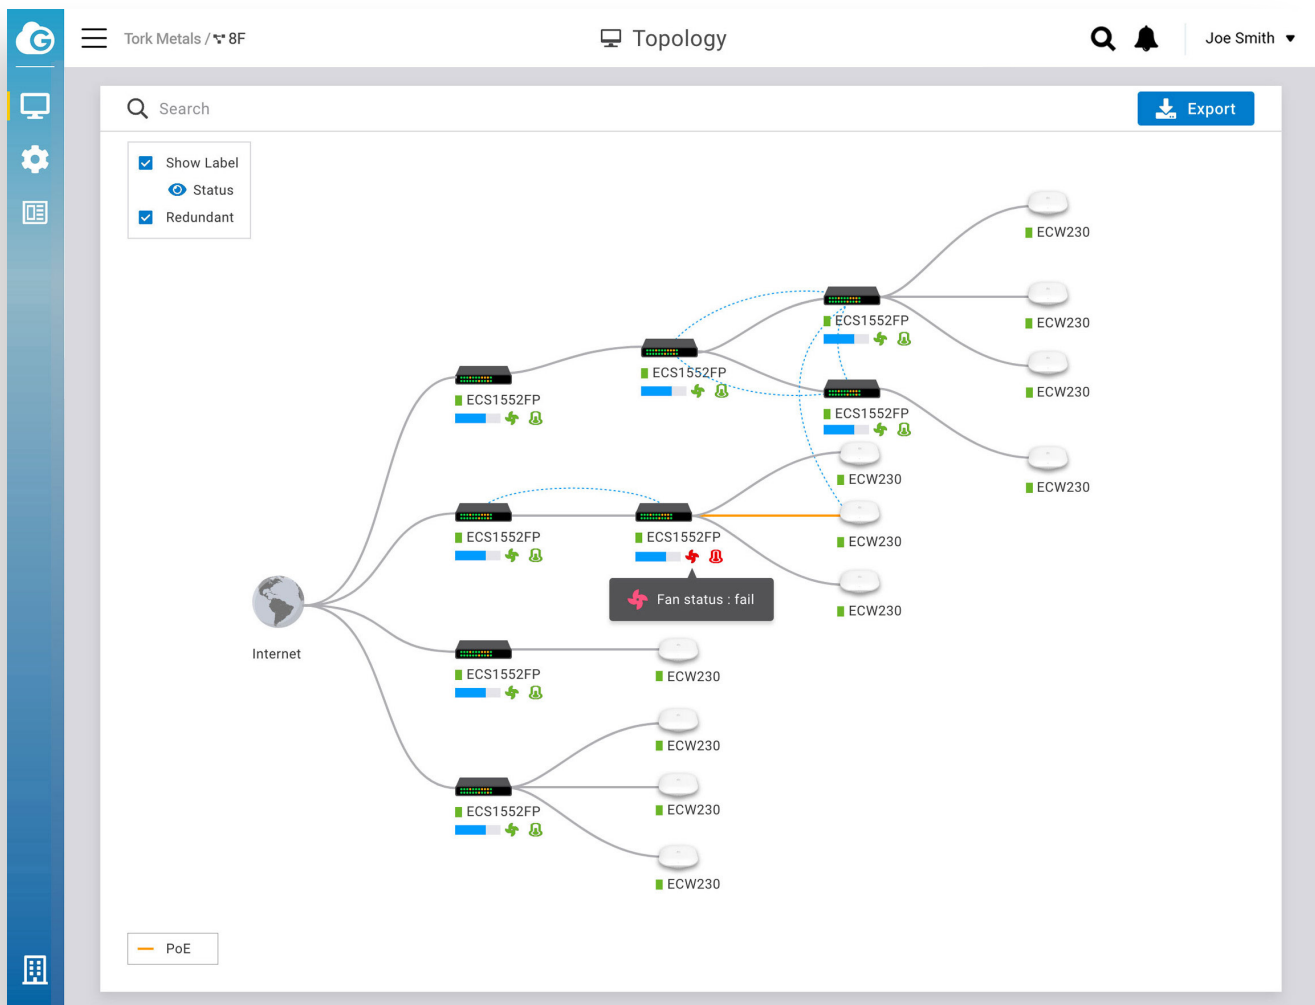 Tork Metals / 8F
Topology
Joe Smith
Search
Export
Show Label
Status
Redundant
ECW230
ECS1552FP
ECW230
ECS1552FP
ECW230
ECS1552FP
ECS1552FP
ECW230
ECW230
ECS1552FP
ECS1552FP
ECW230
Fan status : fail
ECW230
Internet
ECS1552FP
ECW230
ECW230
ECS1552FP
ECW230
ECW230
PoE